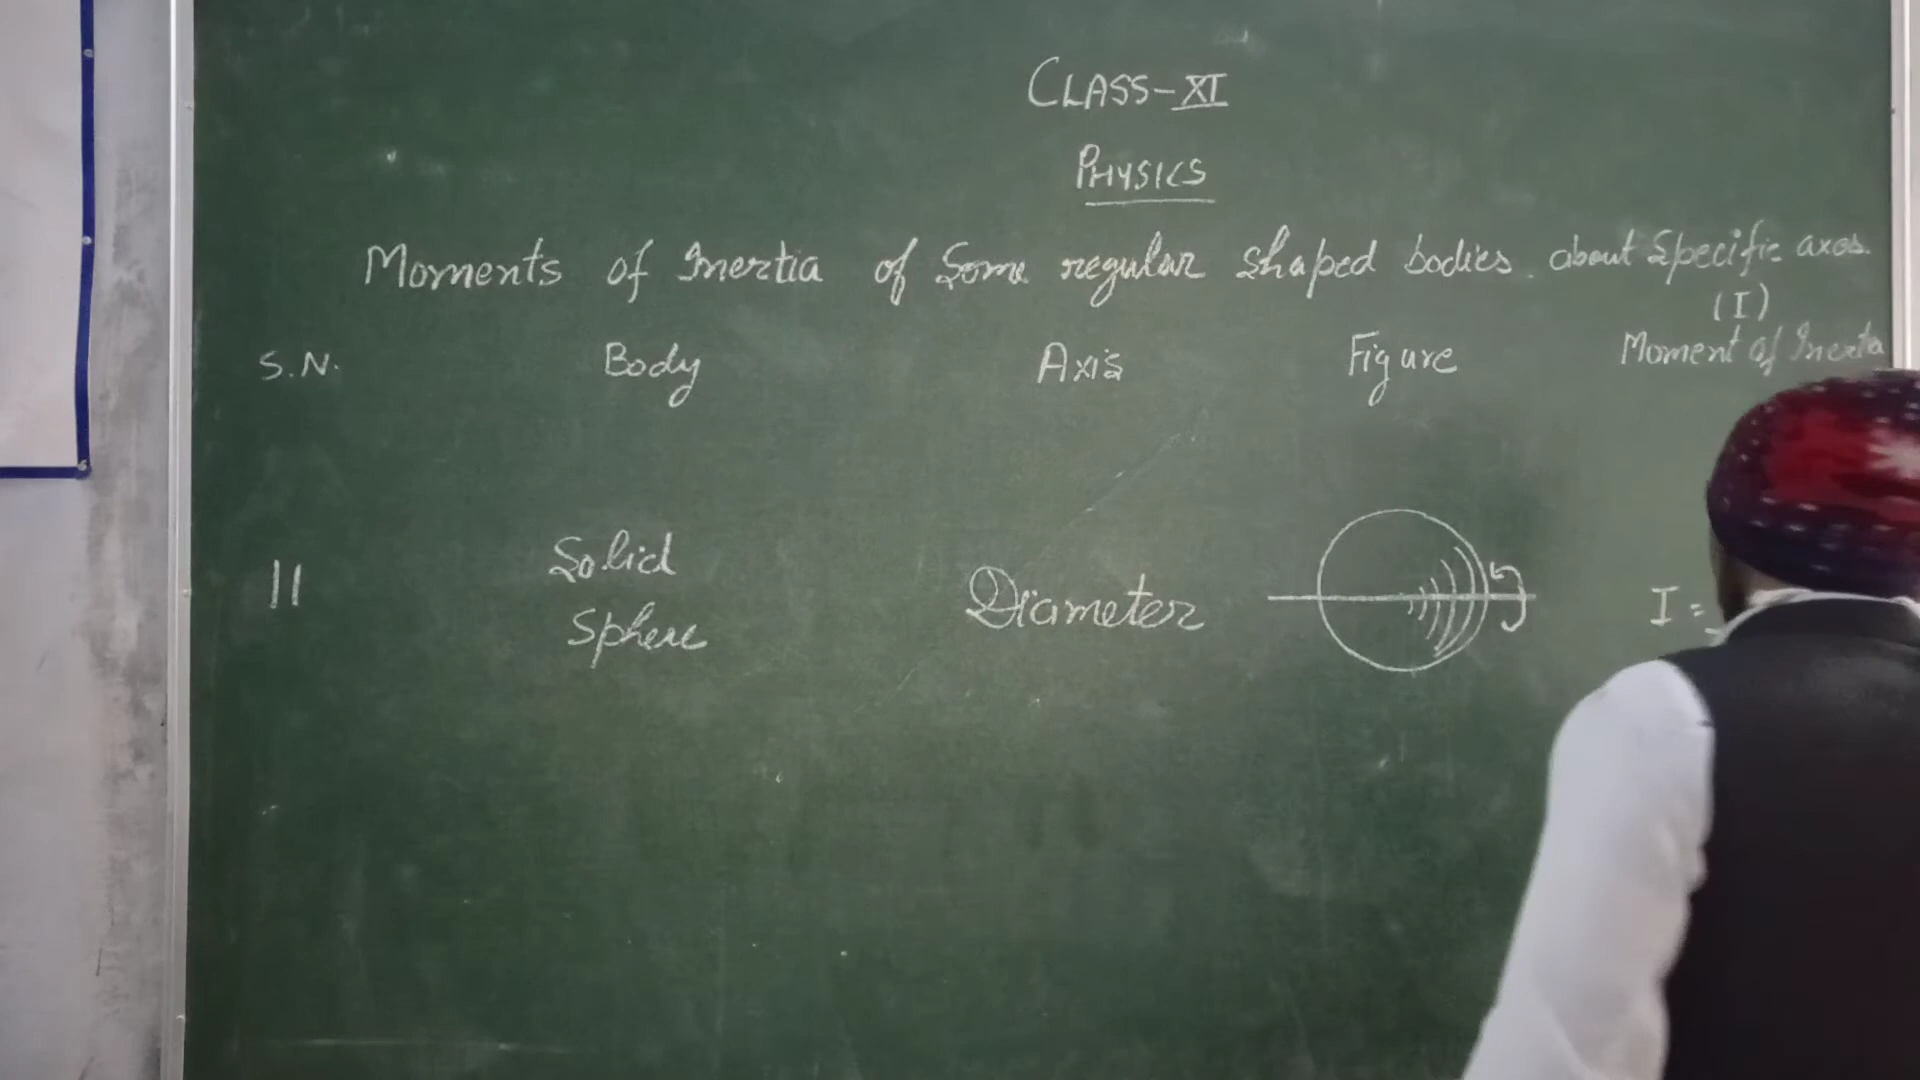 CLASS-XI
PHYSICS
Moments of Inertia of Some regular shaped bodies. about Specific axes.
(I)
S.N. Body Axis Figure Moment of Inertia
11 Solid Sphere Diameter I =